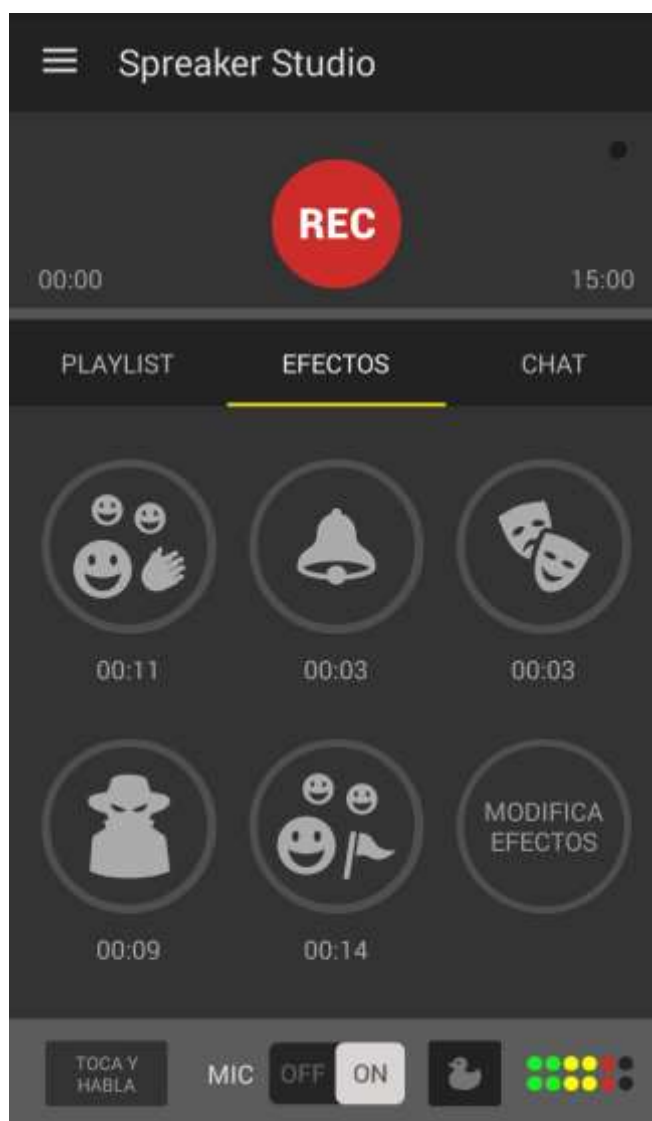 Spreaker Studio
REC
00:00
15:00
PLAYLIST
EFECTOS
CHAT
00:11
00:03
00:03
MODIFICA
EFECTOS
00:09
00:14
TOCA Y
HABLA
MIC
OFF
ON